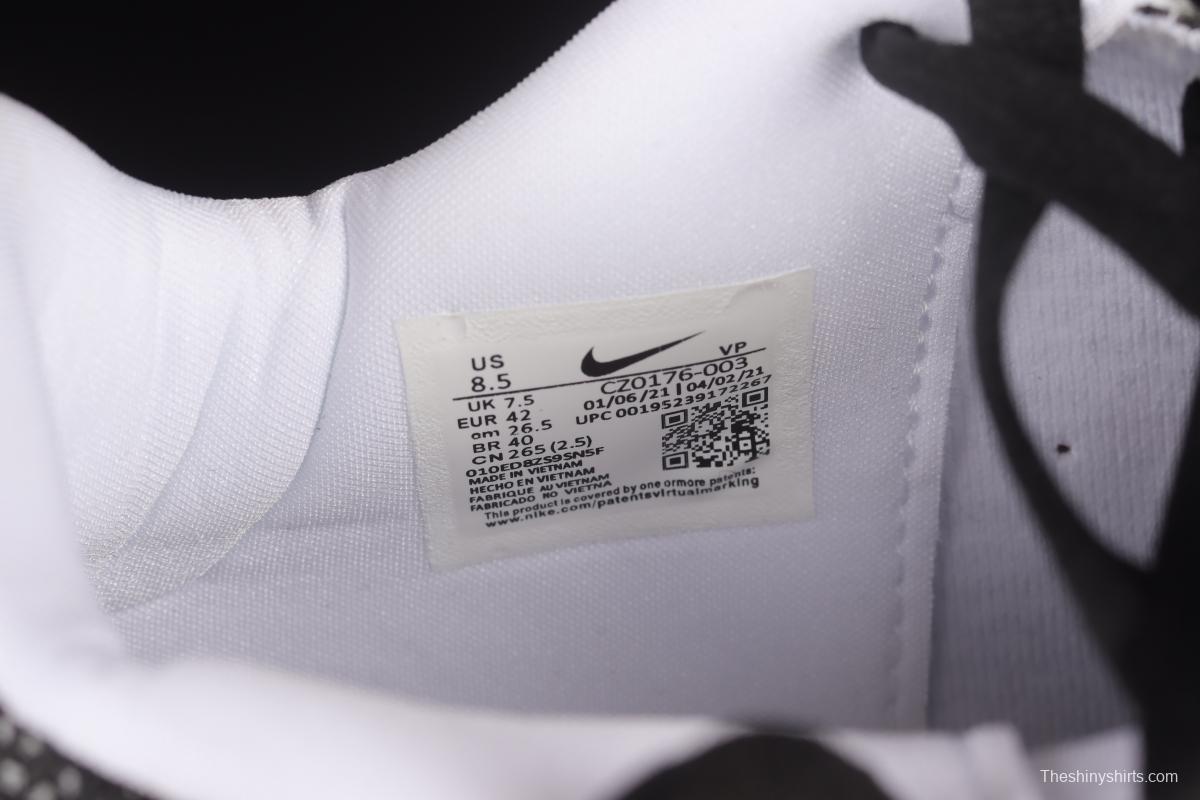 US
8.5
VP
CZ0176-003
UK 7.5
01/06/21 | 04/02/21
EUR 42
UPC 00195239172267
am 26.5
BR 40
CN 265 (2.5)
010ED8ZS9SN5F
MADE IN VIETNAM
HECHO EN VIETNAM
FABRIQUE AU VIETNAM
FABRICADO NO VIETNA
This product is covered by one ormore patents:
www.nike.com/patentsvirtualmarking
Theshinyshirts.com